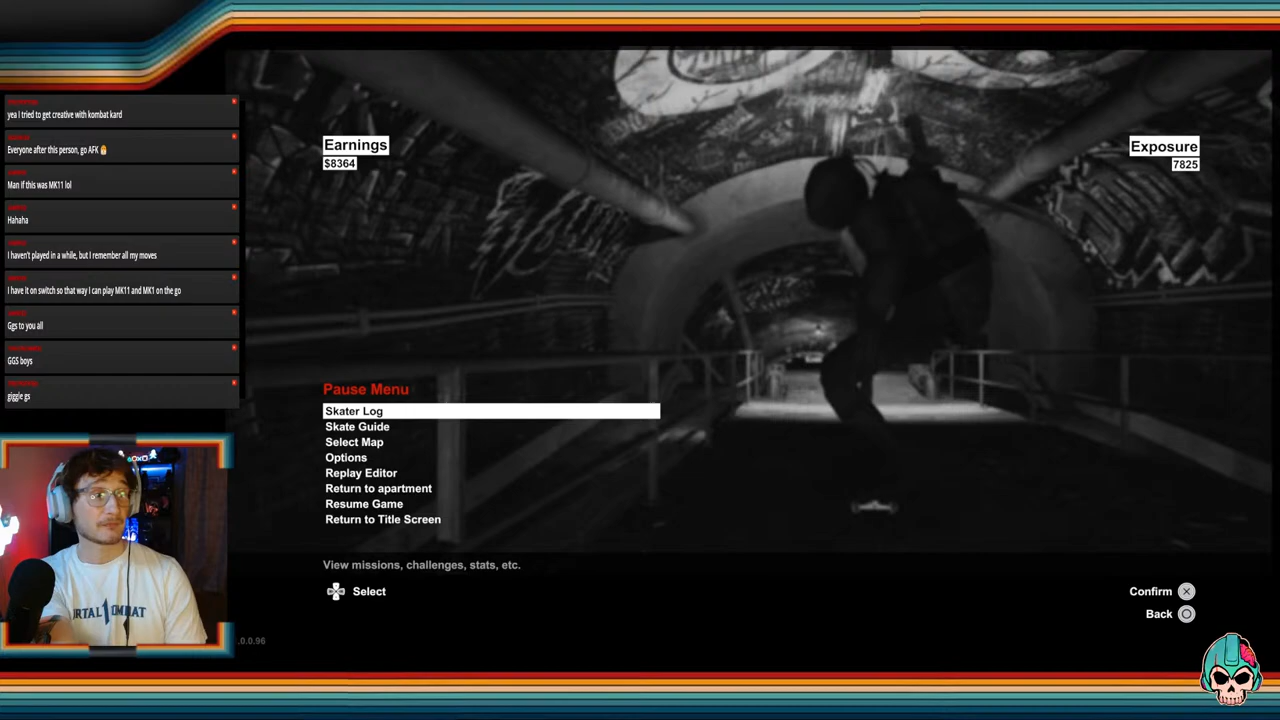 yea I tried to get creative with kombat kard
Everyone after this person, go AFK
Man if this was MK11 lol
Hahaha
I haven't played in a while, but I remember all my moves
I have it on switch so that way I can play MK11 and MK1 on the go
Ggs to you all
GGS boys
giggle gs
Earnings
$8364
Exposure
7825
Pause Menu
Skater Log
Skate Guide
Select Map
Options
Replay Editor
Return to apartment
Resume Game
Return to Title Screen
View missions, challenges, stats, etc.
Select
Confirm
Back
.0.0.96